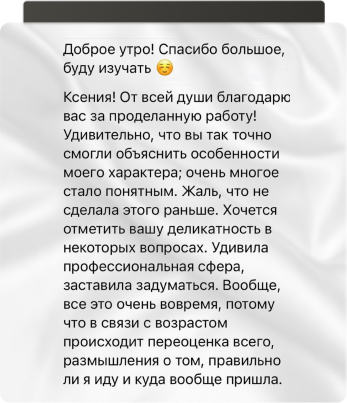 Доброе утро! Спасибо большое,
буду изучать ☺️
Ксения! От всей души благодарю
вас за проделанную работу!
Удивительно, что вы так точно
смогли объяснить особенности
моего характера; очень многое
стало понятным. Жаль, что не
сделала этого раньше. Хочется
отметить вашу деликатность в
некоторых вопросах. Удивила
профессиональная сфера,
заставила задуматься. Вообще,
все это очень вовремя, потому
что в связи с возрастом
происходит переоценка всего,
размышления о том, правильно
ли я иду и куда вообще пришла.